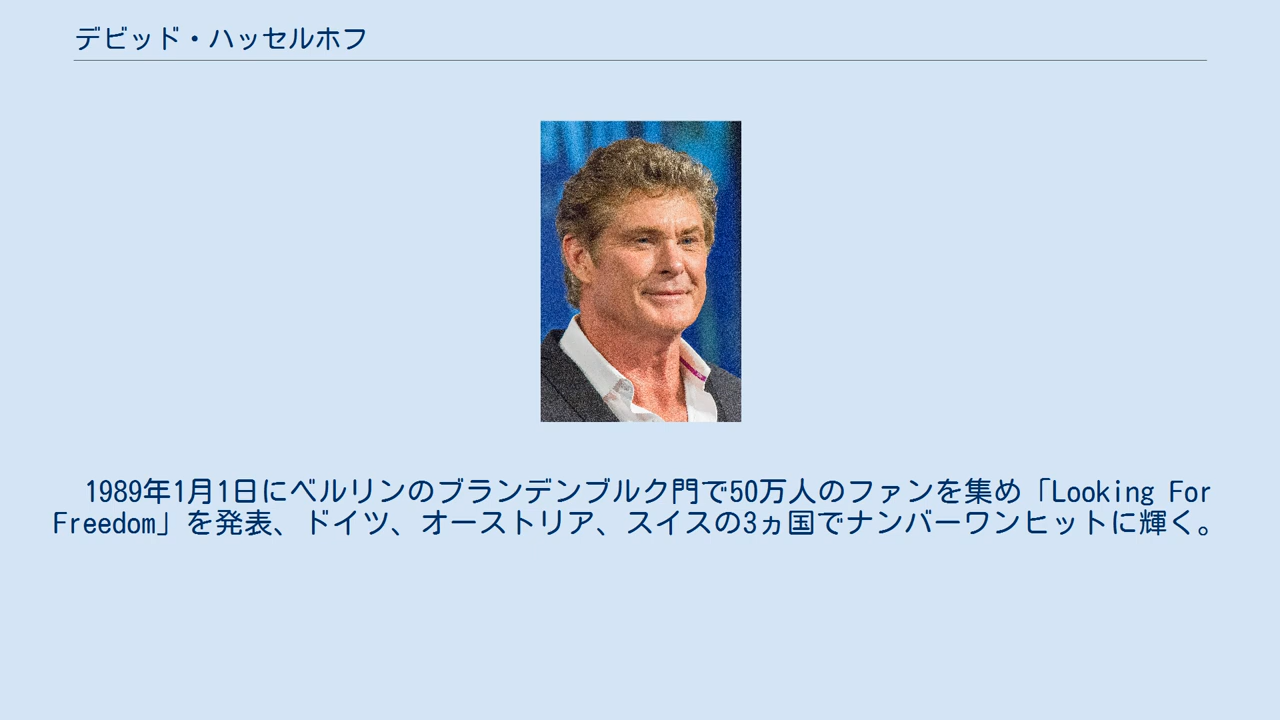 デビッド・ハッセルホフ
1989年1月1日にベルリンのブランデンブルク門で50万人のファンを集め「Looking For
Freedom」を発表、ドイツ、オーストリア、スイスの3ヵ国でナンバーワンヒットに輝く。